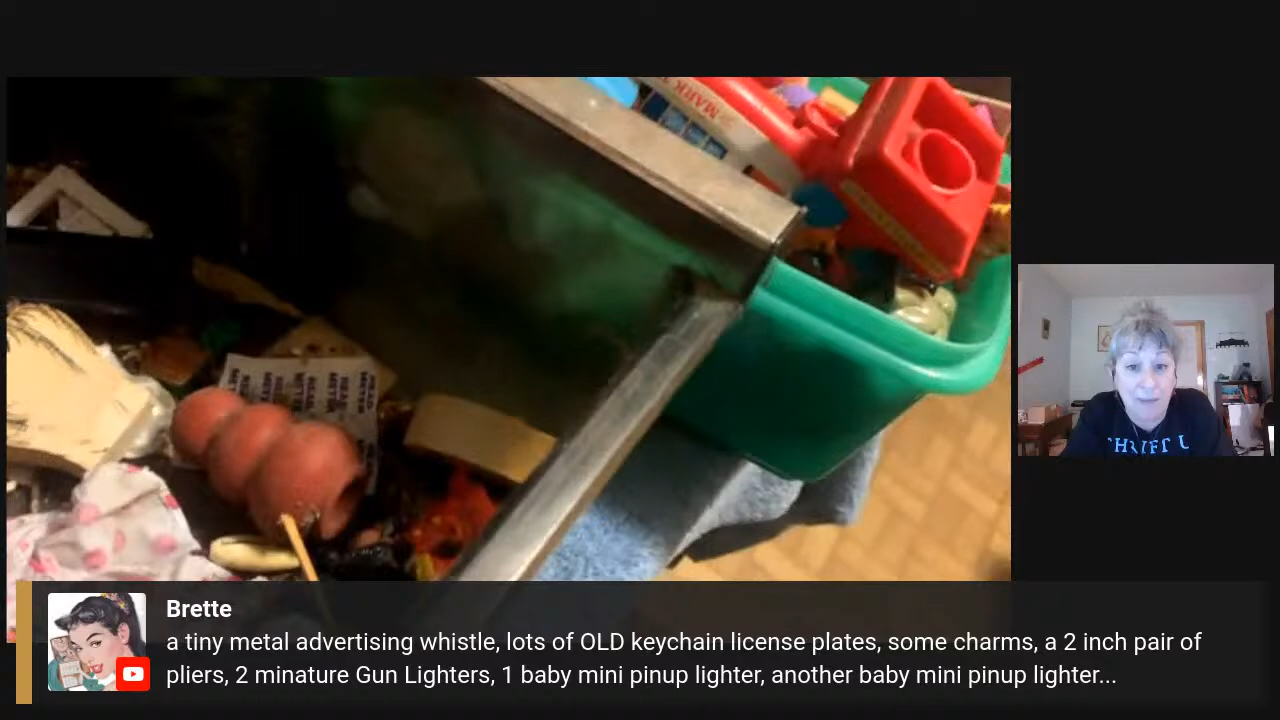 MARK
Brette
a tiny metal advertising whistle, lots of OLD keychain license plates, some charms, a 2 inch pair of
pliers, 2 minature Gun Lighters, 1 baby mini pinup lighter, another baby mini pinup lighter...